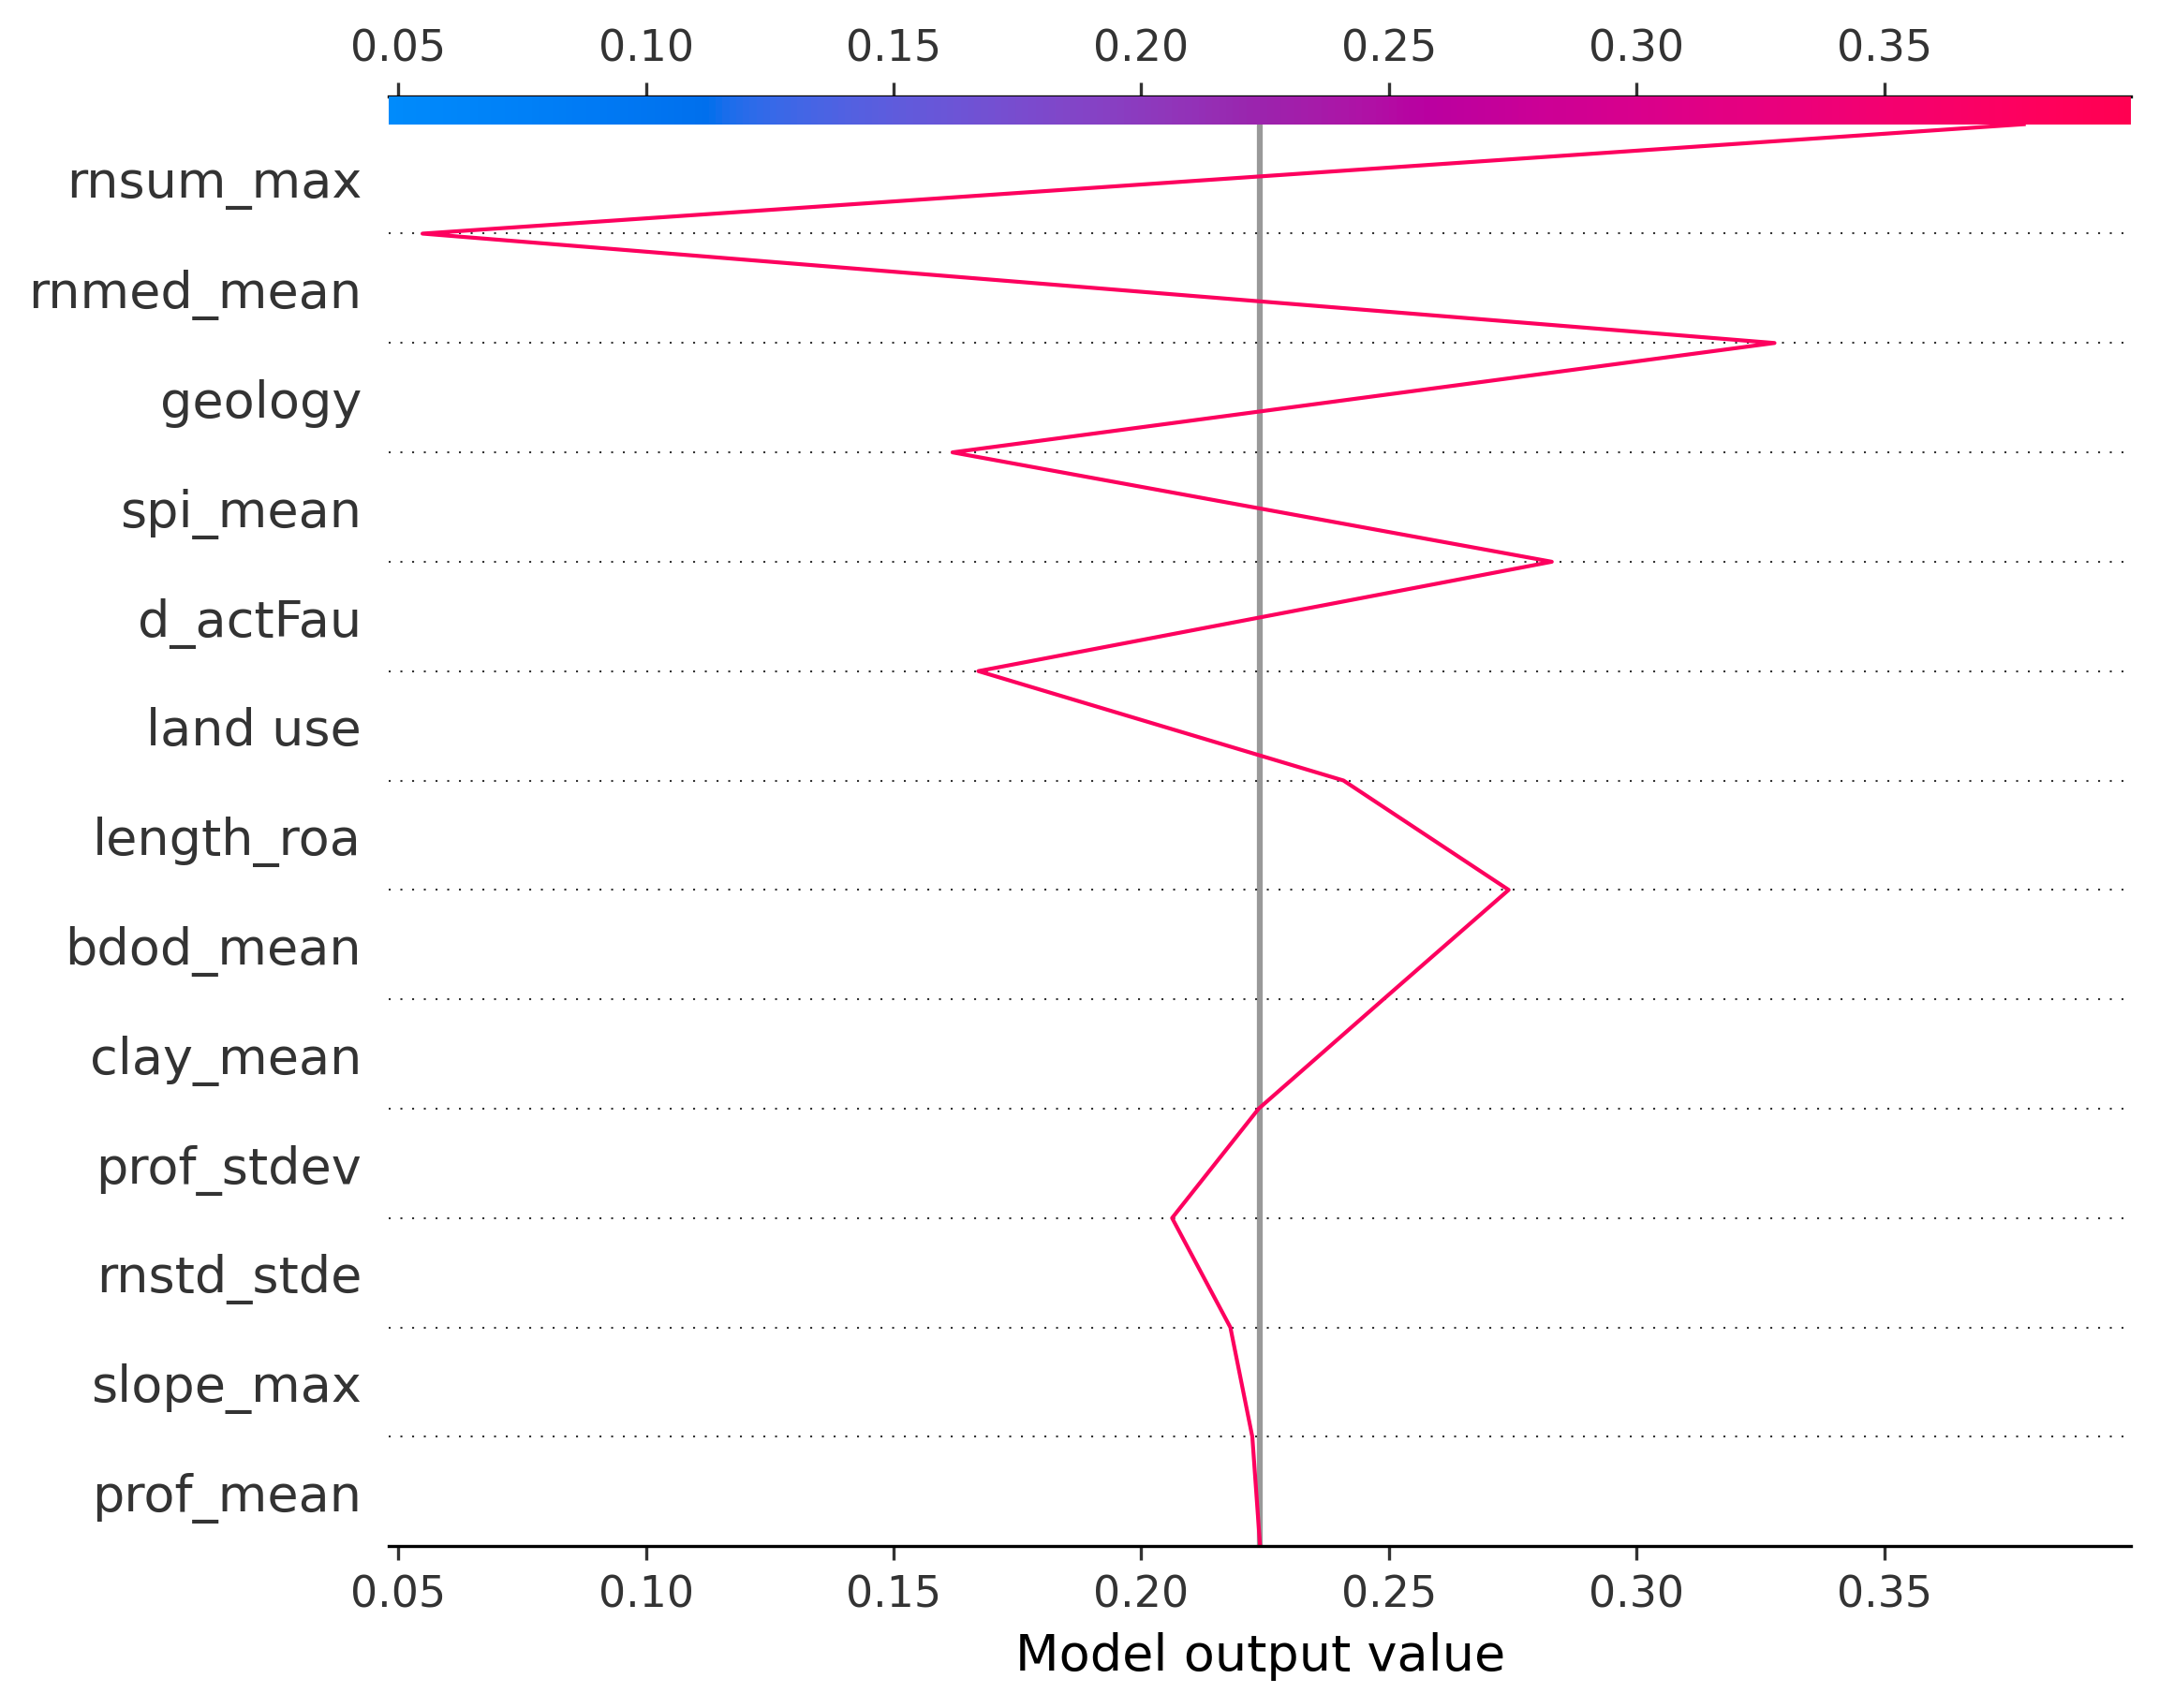 0.05 0.10 0.15 0.20 0.25 0.30 0.35
rnsum_max
rnmed_mean
geology
spi_mean
d_actFau
land use
length_roa
bdod_mean
clay_mean
prof_stdev
rnstd_stde
slope_max
prof_mean
0.05 0.10 0.15 0.20 0.25 0.30 0.35
Model output value